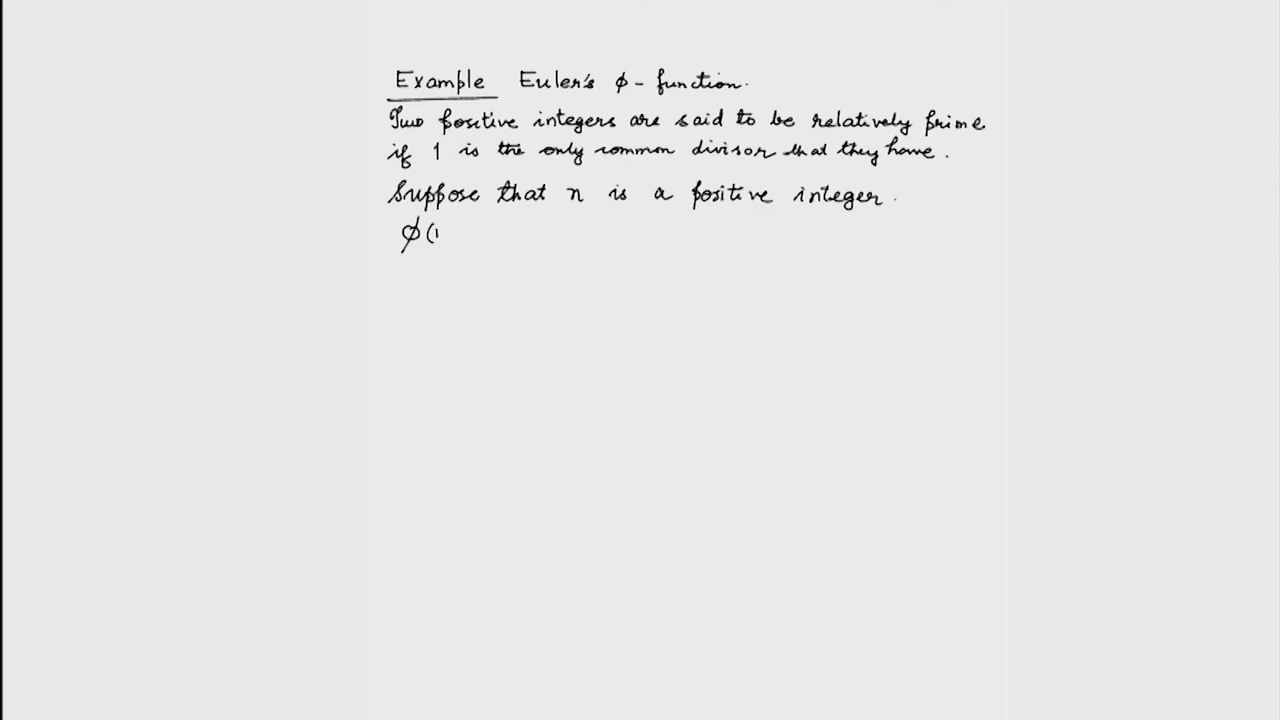 Example Euler's φ - function.
Two positive integers are said to be relatively prime
if 1 is the only common divisor that they have.
Suppose that n is a positive integer.
φ(